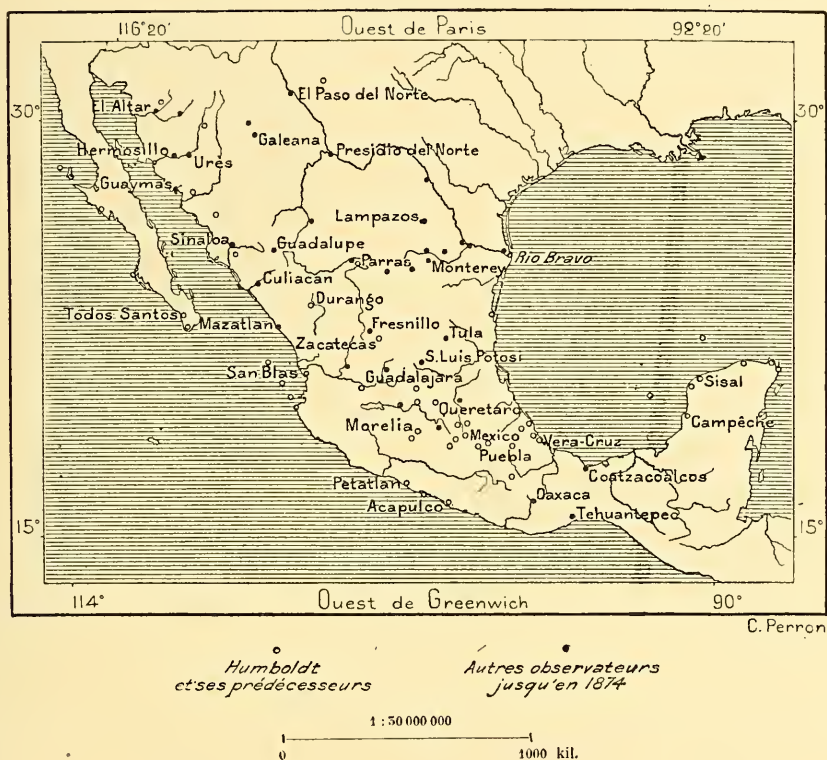 116°20' Ouest de Paris 92°20'
El Paso del Norte
30° El Altar 30°
Galeana
Hermosillo Urès Presidio del Norte
Guaymas
Lampazos
Sinaloa Guadalupe Rio Bravo
Parras Monterey
Culiacan
Durango
Todos Santos Mazatlan Fresnillo Tula
Zacatecas
S. Luis Potosi
San Blas Guadalajara Sisal
Queretaro
Morelia Mexico Campêche
Vera-Cruz
Puebla
Petatlan Coatzacoalcos
Acapulco Oaxaca
15° Tehuantepec 15°
114° Ouest de Greenwich 90°
C. Perron
Humboldt Autres observateurs
et ses prédécesseurs jusqu'en 1874
1 : 30 000 000
0 1000 kil.